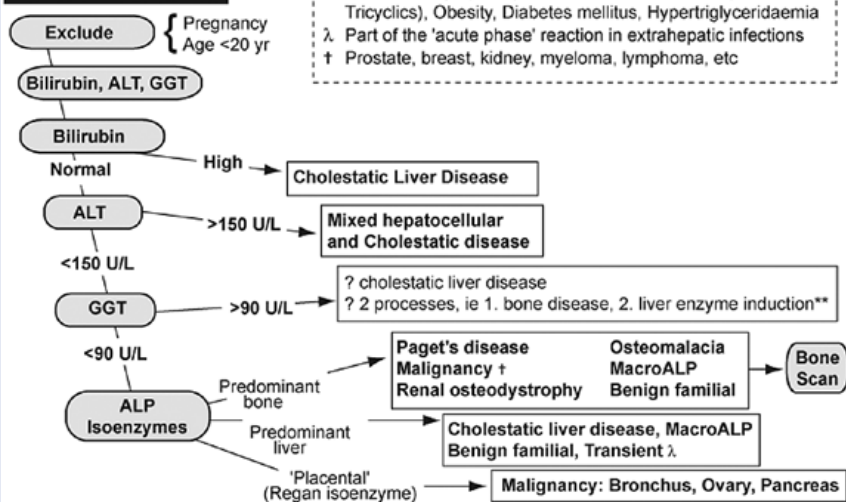 Tricyclics), Obesity, Diabetes mellitus, Hypertriglyceridaemia
λ Part of the 'acute phase' reaction in extrahepatic infections
† Prostate, breast, kidney, myeloma, lymphoma, etc
Exclude
{ Pregnancy
Age <20 yr
Bilirubin, ALT, GGT
Bilirubin
Normal
High
Cholestatic Liver Disease
ALT
>150 U/L
Mixed hepatocellular
and Cholestatic disease
<150 U/L
GGT
>90 U/L
? cholestatic liver disease
? 2 processes, ie 1. bone disease, 2. liver enzyme induction**
<90 U/L
ALP
Isoenzymes
Predominant
bone
Paget's disease Osteomalacia
Malignancy † MacroALP
Renal osteodystrophy Benign familial
Bone
Scan
Predominant
liver
Cholestatic liver disease, MacroALP
Benign familial, Transient λ
'Placental'
(Regan isoenzyme)
Malignancy: Bronchus, Ovary, Pancreas